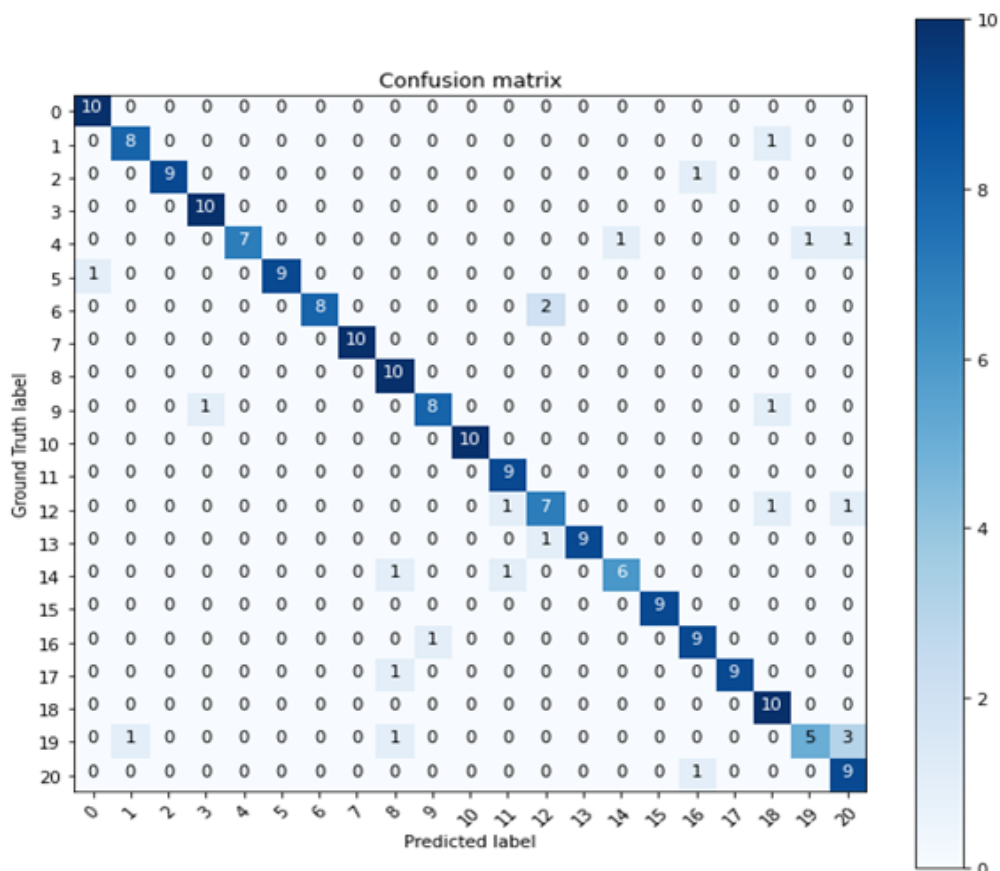 Confusion matrix
0 10 0 0 0 0 0 0 0 0 0 0 0 0 0 0 0 0 0 0 0 0
1 0 8 0 0 0 0 0 0 0 0 0 0 0 0 0 0 0 0 1 0 0
2 0 0 9 0 0 0 0 0 0 0 0 0 0 0 0 0 1 0 0 0 0
3 0 0 0 10 0 0 0 0 0 0 0 0 0 0 0 0 0 0 0 0 0
4 0 0 0 0 7 0 0 0 0 0 0 0 0 0 1 0 0 0 0 1 1
5 1 0 0 0 0 9 0 0 0 0 0 0 0 0 0 0 0 0 0 0 0
6 0 0 0 0 0 0 8 0 0 0 0 0 2 0 0 0 0 0 0 0 0
7 0 0 0 0 0 0 0 10 0 0 0 0 0 0 0 0 0 0 0 0 0
8 0 0 0 0 0 0 0 0 10 0 0 0 0 0 0 0 0 0 0 0 0
9 0 0 0 1 0 0 0 0 0 8 0 0 0 0 0 0 0 0 1 0 0
10 0 0 0 0 0 0 0 0 0 0 10 0 0 0 0 0 0 0 0 0 0
11 0 0 0 0 0 0 0 0 0 0 0 9 0 0 0 0 0 0 0 0 0
12 0 0 0 0 0 0 0 0 0 0 0 1 7 0 0 0 0 0 1 0 1
13 0 0 0 0 0 0 0 0 0 0 0 0 1 9 0 0 0 0 0 0 0
14 0 0 0 0 0 0 0 0 1 0 0 1 0 0 6 0 0 0 0 0 0
15 0 0 0 0 0 0 0 0 0 0 0 0 0 0 0 9 0 0 0 0 0
16 0 0 0 0 0 0 0 0 0 1 0 0 0 0 0 0 9 0 0 0 0
17 0 0 0 0 0 0 0 0 1 0 0 0 0 0 0 0 0 9 0 0 0
18 0 0 0 0 0 0 0 0 0 0 0 0 0 0 0 0 0 0 10 0 0
19 0 1 0 0 0 0 0 0 1 0 0 0 0 0 0 0 0 0 0 5 3
20 0 0 0 0 0 0 0 0 0 0 0 0 0 0 0 0 1 0 0 0 9
0 1 2 3 4 5 6 7 8 9 10 11 12 13 14 15 16 17 18 19 20
Predicted label
Ground Truth label
10
8
6
4
2
0